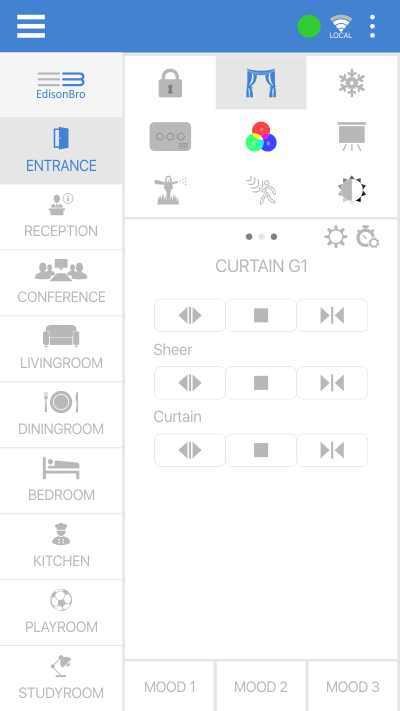 LOCAL
EdisonBro
ENTRANCE
RECEPTION
CONFERENCE
LIVINGROOM
DININGROOM
BEDROOM
KITCHEN
PLAYROOM
STUDYROOM
CURTAIN G1
Sheer
Curtain
MOOD 1
MOOD 2
MOOD 3